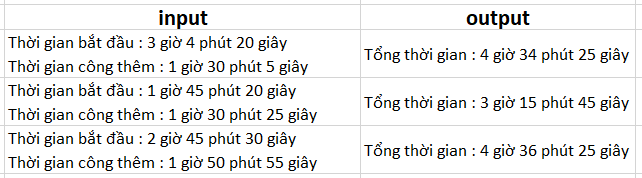 input
output
Thời gian bắt đầu : 3 giờ 4 phút 20 giây
Thời gian công thêm : 1 giờ 30 phút 5 giây
Tổng thời gian : 4 giờ 34 phút 25 giây
Thời gian bắt đầu : 1 giờ 45 phút 20 giây
Thời gian công thêm : 1 giờ 30 phút 25 giây
Tổng thời gian : 3 giờ 15 phút 45 giây
Thời gian bắt đầu : 2 giờ 45 phút 30 giây
Thời gian công thêm : 1 giờ 50 phút 55 giây
Tổng thời gian : 4 giờ 36 phút 25 giây